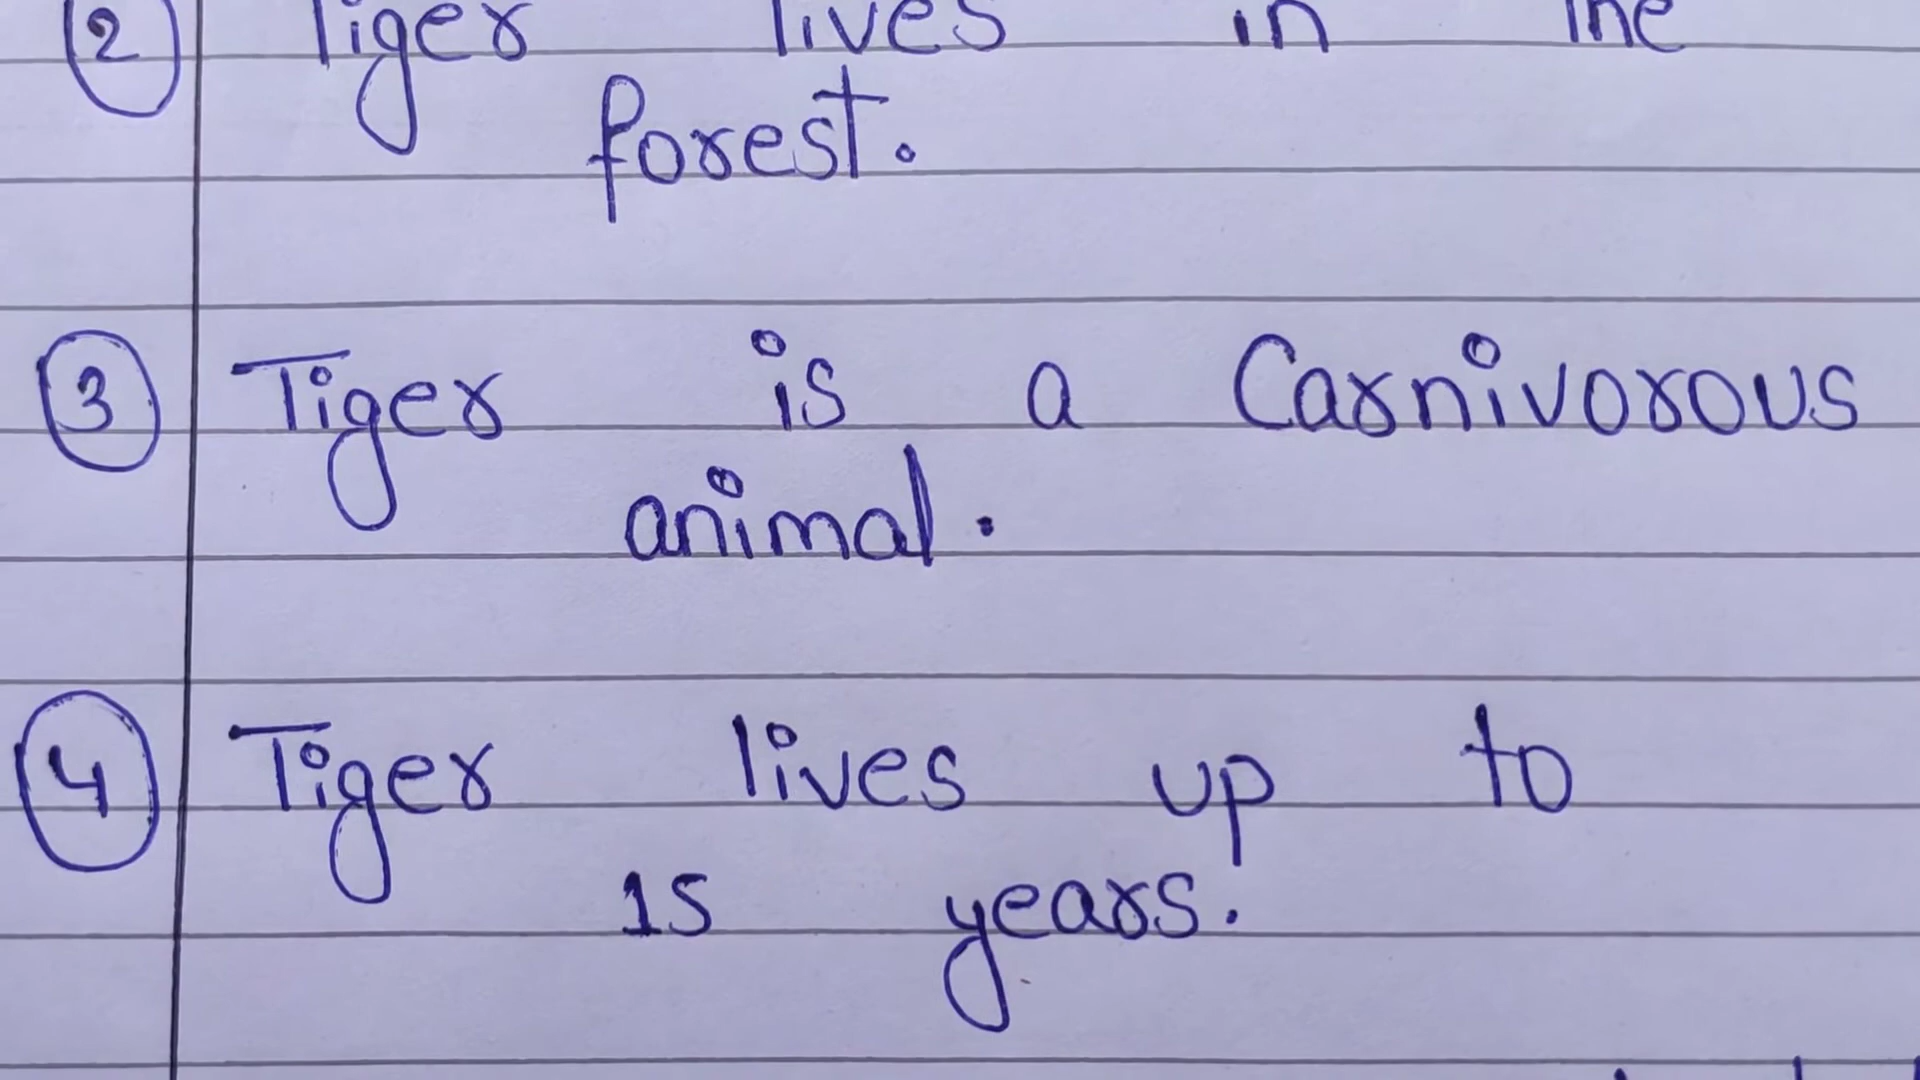 2 Tiger lives in the
forest.
3 Tiger is a Carnivorous
animal.
4 Tiger lives up to
15 years.